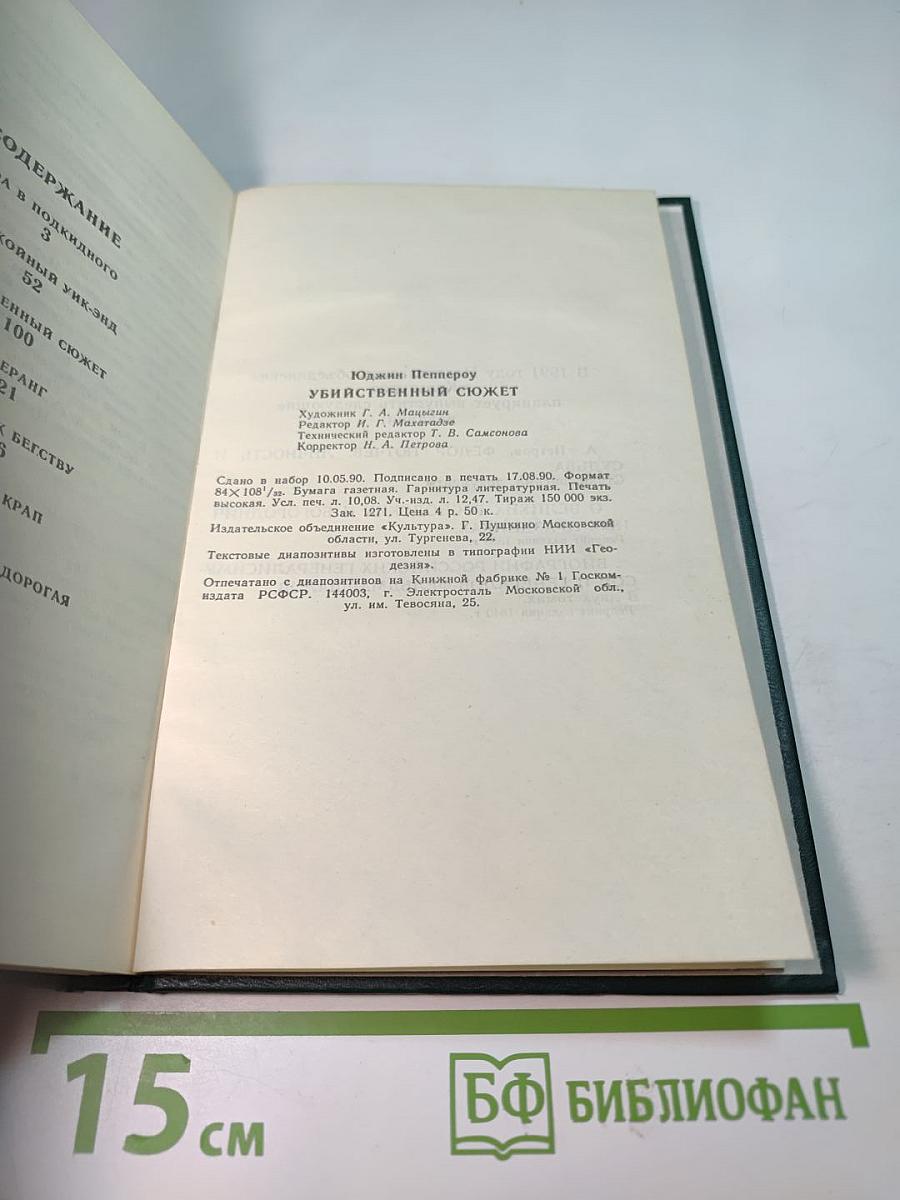 СОДЕРЖАНИЕ
В ПОДКИДНОГО
3
УИК-ЭНД
52
СЮЖЕТ
100
21
К БЕГСТВУ
6
КРАП
ДОРОГАЯ
Юджин Пеппероу
УБИЙСТВЕННЫЙ СЮЖЕТ
Художник Г. А. Мацыгин
Редактор И. Г. Махатадзе
Технический редактор Т. В. Самсонова
Корректор Н. А. Петрова
Сдано в набор 10.05.90. Подписано в печать 17.08.90. Формат
84×108¹/₃₂. Бумага газетная. Гарнитура литературная. Печать
высокая. Усл. печ. л. 10,08. Уч.-изд. л. 12,47. Тираж 150 000 экз.
Зак. 1271. Цена 4 р. 50 к.
Издательское объединение «Культура». Г. Пушкино Московской
области, ул. Тургенева, 22.
Текстовые диапозитивы изготовлены в типографии НИИ «Гео-
дезия».
Отпечатано с диапозитивов на Книжной фабрике № 1 Госком-
издата РСФСР. 144003, г. Электросталь Московской обл.,
ул. им. Тевосяна, 25.
15 см
БФ БИБЛИОФАН